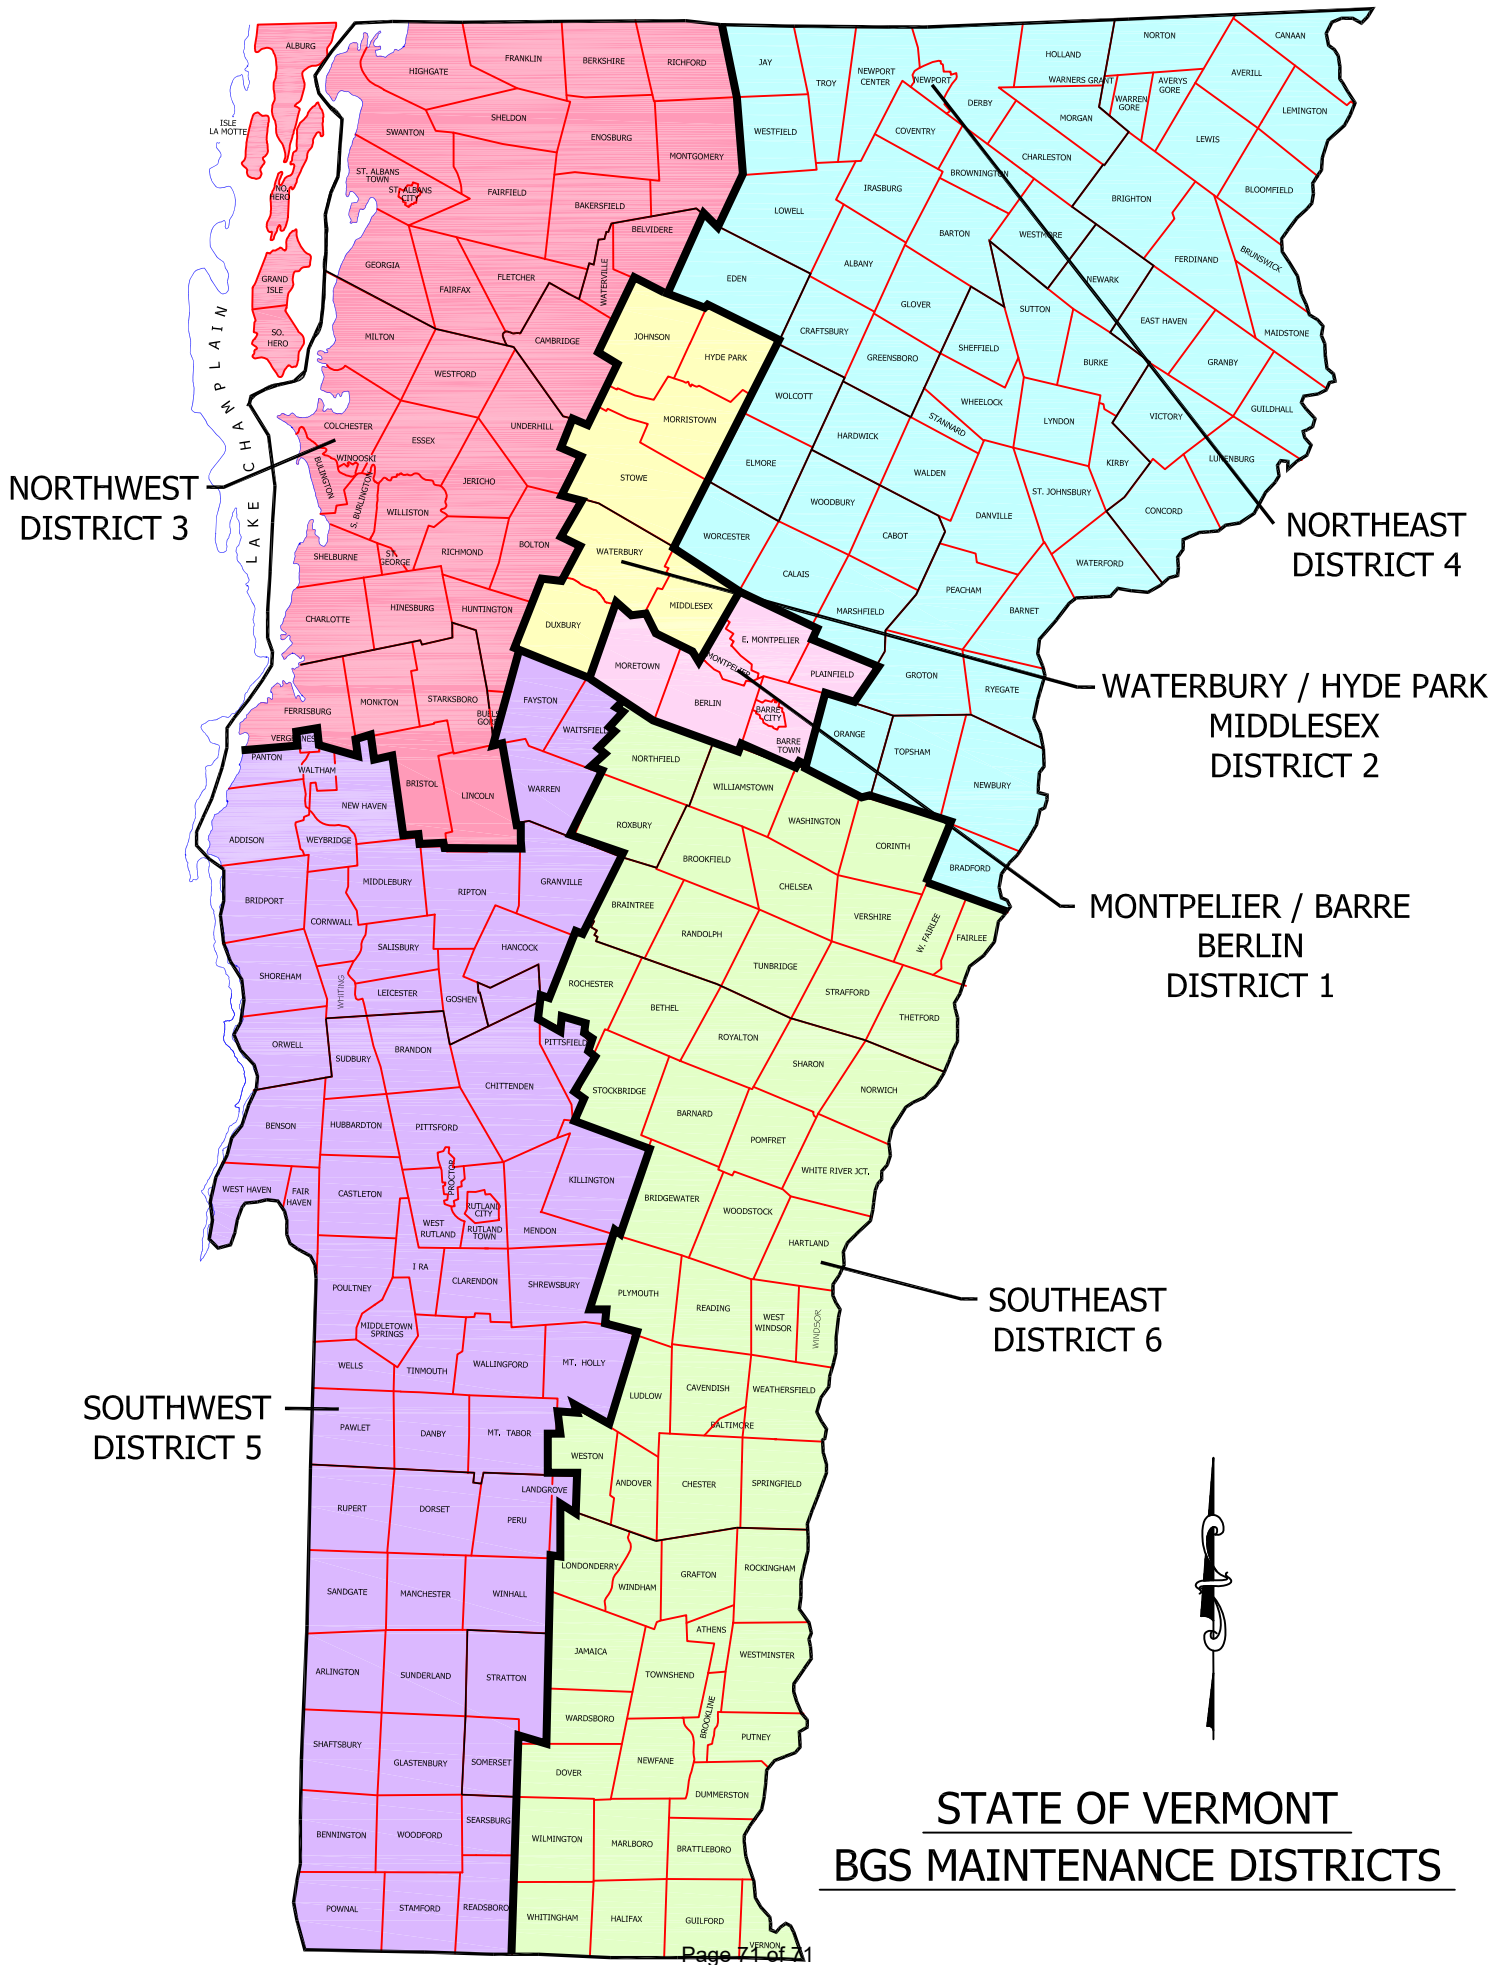 ALBURG
HIGHGATE
FRANKLIN
BERKSHIRE
RICHFORD
JAY
TROY
NEWPORT
CENTER
NEWPORT
DERBY
HOLLAND
NORTON
CANAAN
AVERILL
WARNERS GRANT
AVERYS
GORE
WARREN
GORE
LEMINGTON
ISLE
LA MOTTE
SWANTON
SHELDON
ENOSBURG
MONTGOMERY
WESTFIELD
COVENTRY
MORGAN
LEWIS
CHARLESTON
ST. ALBANS
TOWN
ST. ALBANS
CITY
NO.
HERO
FAIRFIELD
BAKERSFIELD
BELVIDERE
IRASBURG
BROWNINGTON
BRIGHTON
BLOOMFIELD
LOWELL
BARTON
WESTMORE
FERDINAND
BRUNSWICK
GEORGIA
FAIRFAX
FLETCHER
WATERVILLE
EDEN
ALBANY
NEWARK
GRAND
ISLE
SO.
HERO
GLOVER
SUTTON
EAST HAVEN
MAIDSTONE
MILTON
WESTFORD
CAMBRIDGE
JOHNSON
HYDE PARK
CRAFTSBURY
GREENSBORO
SHEFFIELD
BURKE
GRANBY
LAKE CHAMPLAIN
WOLCOTT
WHEELOCK
STANNARD
LYNDON
VICTORY
GUILDHALL
COLCHESTER
ESSEX
UNDERHILL
MORRISTOWN
HARDWICK
WINOOSKI
BULINGTON
S. BURLINGTON
JERICHO
STOWE
ELMORE
WALDEN
KIRBY
LUNENBURG
NORTHWEST
DISTRICT 3
WILLISTON
WOODBURY
DANVILLE
ST. JOHNSBURY
CONCORD
NORTHEAST
DISTRICT 4
SHELBURNE
ST.
GEORGE
RICHMOND
BOLTON
WATERBURY
WORCESTER
CABOT
WATERFORD
CALAIS
PEACHAM
BARNET
CHARLOTTE
HINESBURG
HUNTINGTON
DUXBURY
MIDDLESEX
MARSHFIELD
E. MONTPELIER
MORETOWN
MONTPELIER
PLAINFIELD
GROTON
RYEGATE
WATERBURY / HYDE PARK
MIDDLESEX
DISTRICT 2
FERRISBURG
MONKTON
STARKSBORO
BUELS
GORE
FAYSTON
WAITSFIELD
BERLIN
BARRE
CITY
BARRE
TOWN
ORANGE
TOPSHAM
VERGENNES
PANTON
WALTHAM
NEW HAVEN
BRISTOL
LINCOLN
WARREN
NORTHFIELD
WILLIAMSTOWN
NEWBURY
ADDISON
WEYBRIDGE
ROXBURY
WASHINGTON
CORINTH
BROOKFIELD
BRADFORD
MIDDLEBURY
RIPTON
GRANVILLE
CHELSEA
BRIDPORT
CORNWALL
BRAINTREE
VERSHIRE
W. FAIRLEE
FAIRLEE
MONTPELIER / BARRE
BERLIN
DISTRICT 1
SALISBURY
HANCOCK
RANDOLPH
TUNBRIDGE
SHOREHAM
WHITING
LEICESTER
GOSHEN
ROCHESTER
STRAFFORD
BETHEL
THETFORD
ORWELL
SUDBURY
BRANDON
PITTSFIELD
ROYALTON
SHARON
CHITTENDEN
STOCKBRIDGE
NORWICH
BENSON
HUBBARDTON
PITTSFORD
BARNARD
POMFRET
WEST HAVEN
FAIR
HAVEN
CASTLETON
PROCTOR
KILLINGTON
WHITE RIVER JCT.
WEST
RUTLAND
RUTLAND
CITY
RUTLAND
TOWN
MENDON
BRIDGEWATER
WOODSTOCK
HARTLAND
POULTNEY
I RA
CLARENDON
SHREWSBURY
PLYMOUTH
READING
WEST
WINDSOR
WINDSOR
SOUTHEAST
DISTRICT 6
MIDDLETOWN
SPRINGS
WELLS
TINMOUTH
WALLINGFORD
MT. HOLLY
LUDLOW
CAVENDISH
WEATHERSFIELD
BALTIMORE
SOUTHWEST
DISTRICT 5
PAWLET
DANBY
MT. TABOR
WESTON
ANDOVER
CHESTER
SPRINGFIELD
RUPERT
DORSET
PERU
LANDGROVE
SANDGATE
MANCHESTER
WINHALL
LONDONDERRY
WINDHAM
GRAFTON
ROCKINGHAM
ARLINGTON
SUNDERLAND
STRATTON
JAMAICA
TOWNSHEND
ATHENS
WESTMINSTER
BROOKLINE
WARDSBORO
SHAFTSBURY
GLASTENBURY
SOMERSET
DOVER
NEWFANE
PUTNEY
DUMMERSTON
BENNINGTON
WOODFORD
SEARSBURG
WILMINGTON
MARLBORO
BRATTLEBORO
POWNAL
STAMFORD
READSBORO
WHITINGHAM
HALIFAX
GUILFORD
VERNON
STATE OF VERMONT
BGS MAINTENANCE DISTRICTS
Page 71 of 71